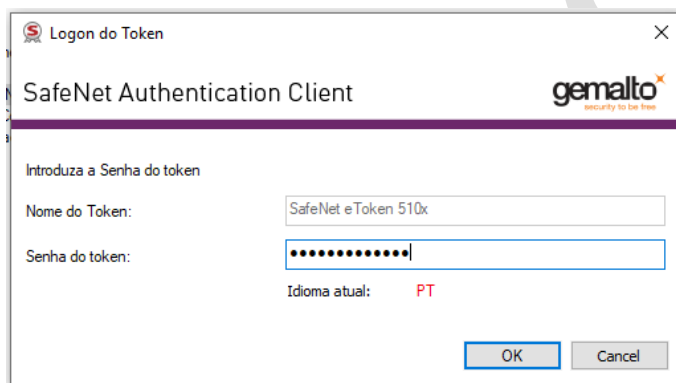 Logon do Token
SafeNet Authentication Client
gemalto
security to be free
Introduza a Senha do token
Nome do Token:
SafeNet eToken 510x
Senha do token:
•••••••••••••
Idioma atual: PT
OK Cancel